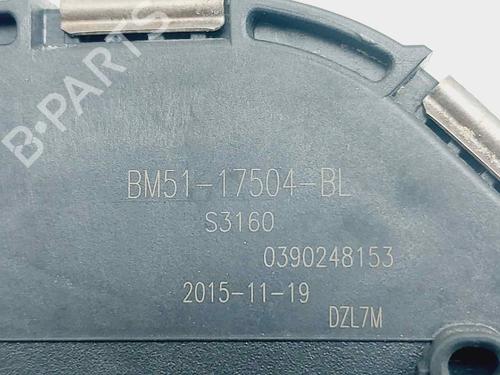 B-PARTS
BM51-17504-BL
S3160
0390248153
2015-11-19
DZL7M